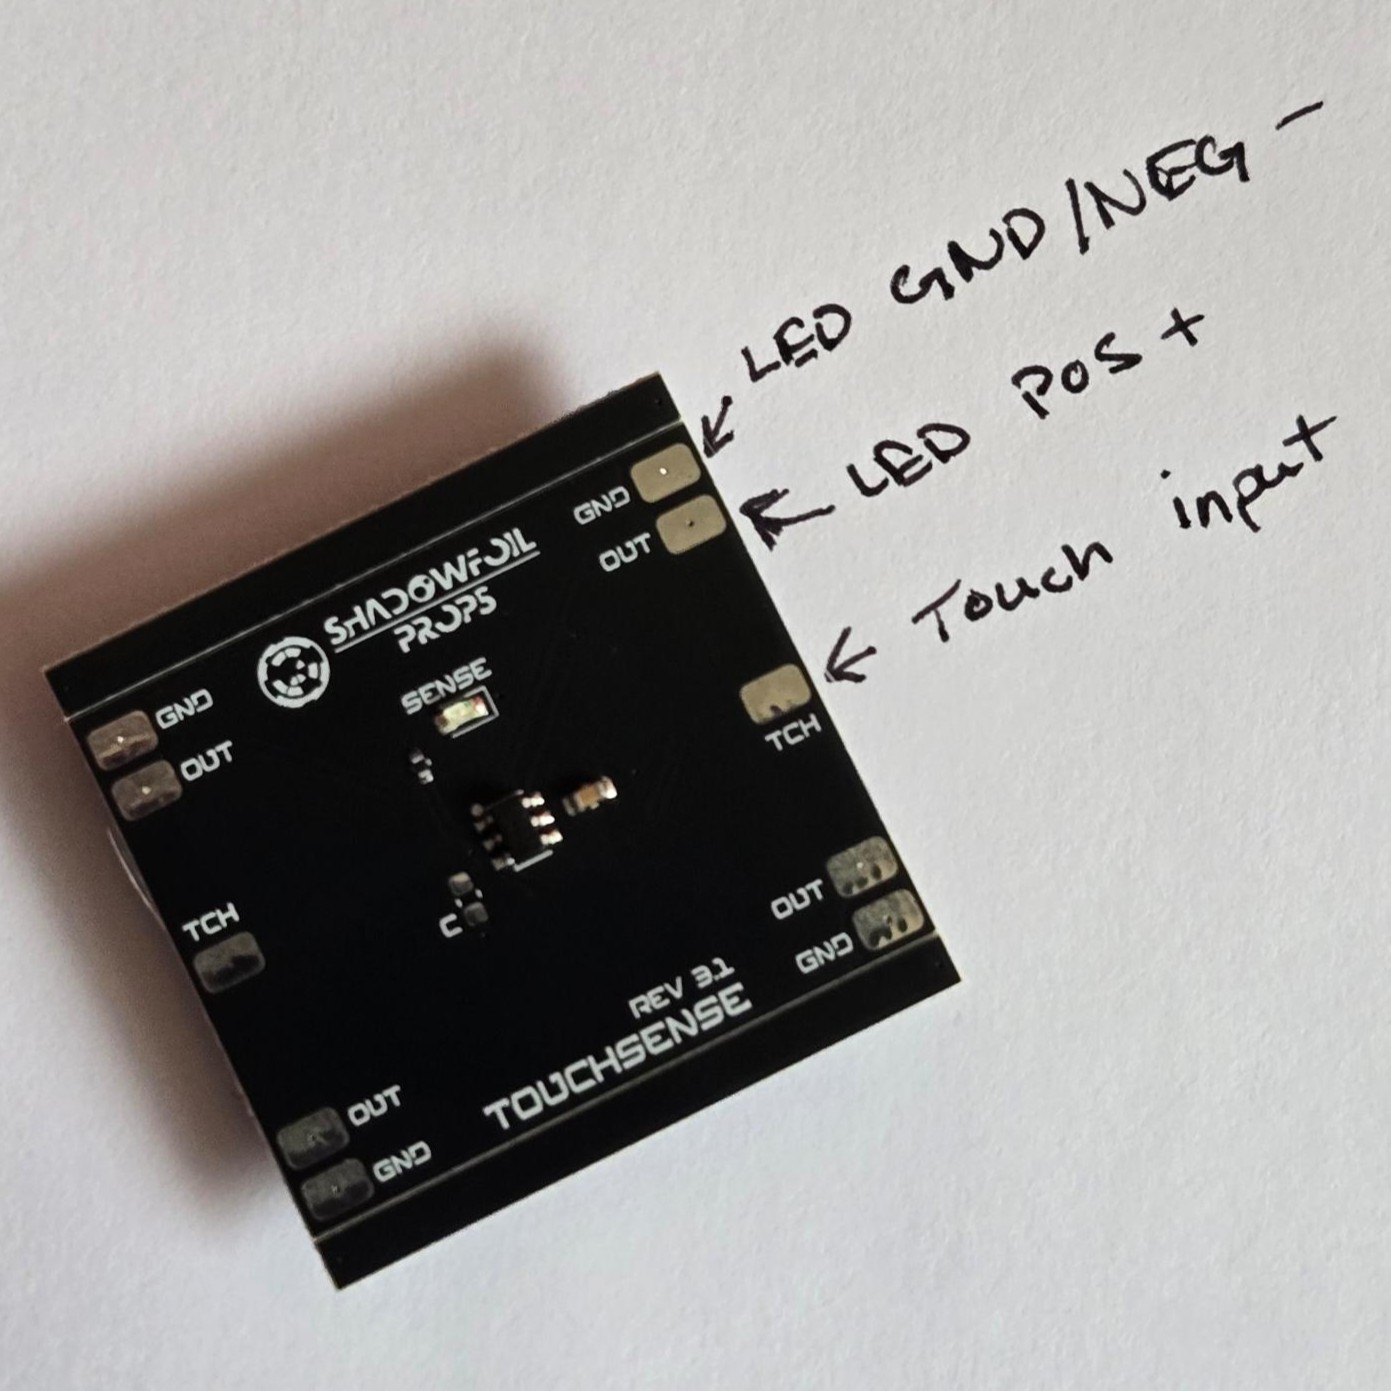 LED GND/NEG -
LED POS +
Touch input
GND
OUT
SHADOWFOIL
PROPS
SENSE
GND
OUT
TCH
TCH
C
OUT
GND
REV 3.1
TOUCHSENSE
OUT
GND